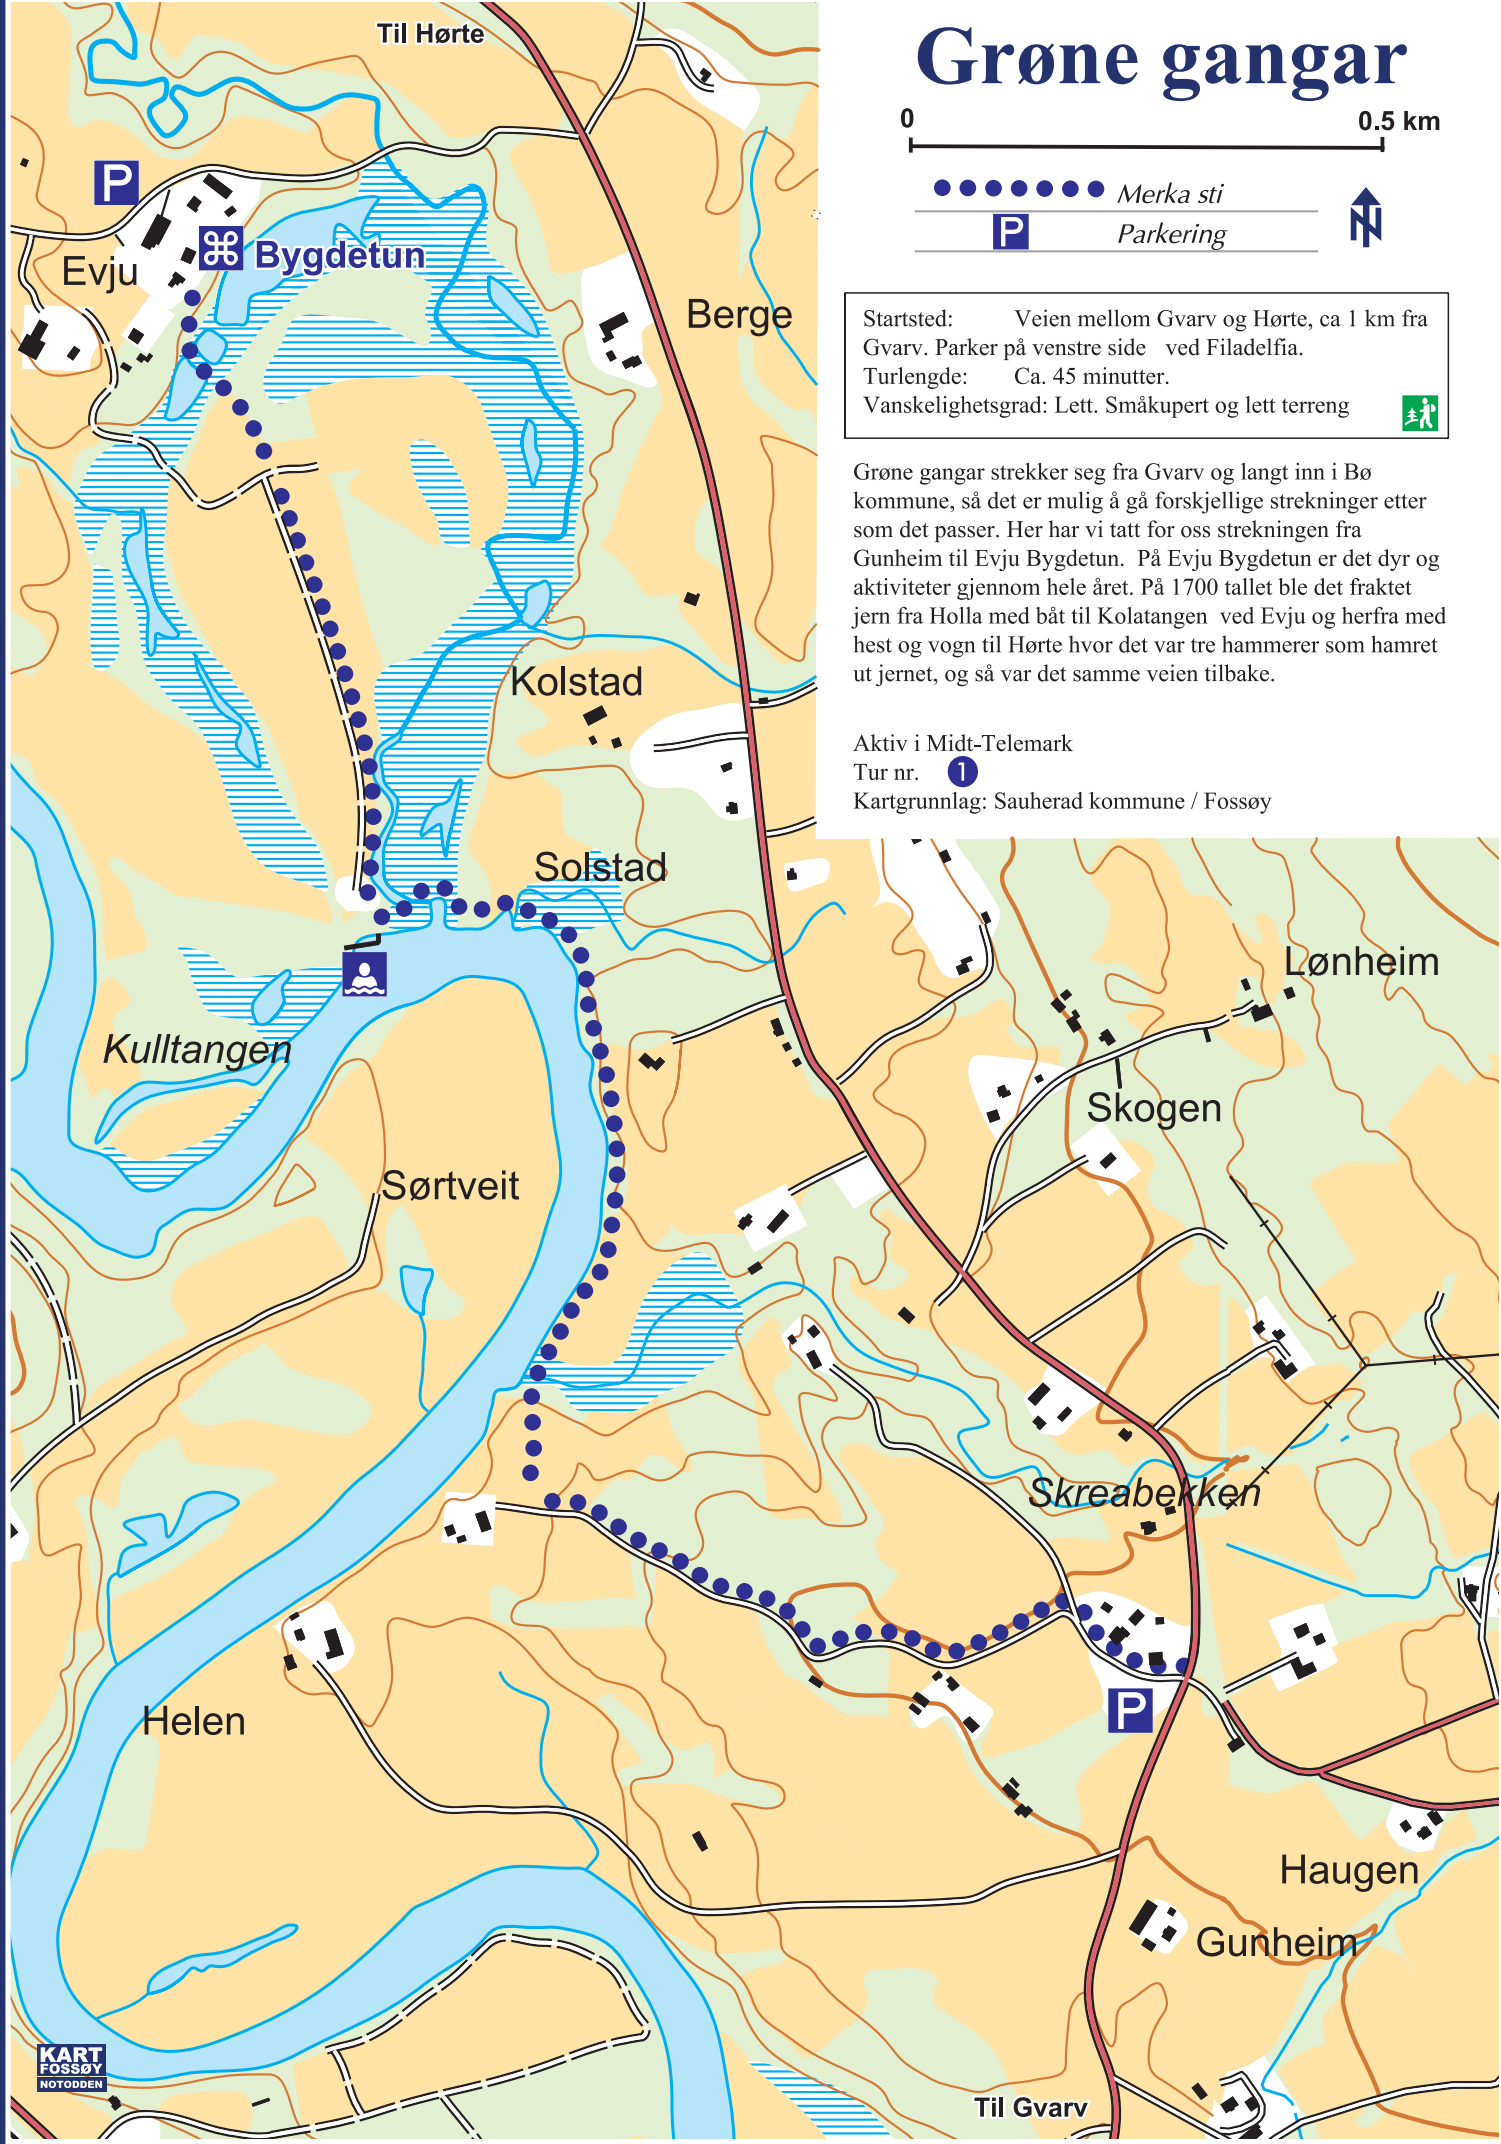 Til Hørte
Grøne gangar
0
0.5 km
Merka sti
P
Parkering
N
P
Bygdetun
Evju
Berge
Startsted: Veien mellom Gvarv og Hørte, ca 1 km fra
Gvarv. Parker på venstre side ved Filadelfia.
Turlengde: Ca. 45 minutter.
Vanskelighetsgrad: Lett. Småkupert og lett terreng
Grøne gangar strekker seg fra Gvarv og langt inn i Bø
kommune, så det er mulig å gå forskjellige strekninger etter
som det passer. Her har vi tatt for oss strekningen fra
Gunheim til Evju Bygdetun. På Evju Bygdetun er det dyr og
aktiviteter gjennom hele året. På 1700 tallet ble det fraktet
jern fra Holla med båt til Kolatangen ved Evju og herfra med
hest og vogn til Hørte hvor det var tre hammerer som hamret
ut jernet, og så var det samme veien tilbake.
Aktiv i Midt-Telemark
Tur nr. 1
Kartgrunnlag: Sauherad kommune / Fossøy
Kolstad
Solstad
Lønheim
Kulltangen
Skogen
Sørtveit
Skreabekken
Helen
P
Haugen
Gunheim
KART
FOSSØY
NOTODDEN
Til Gvarv